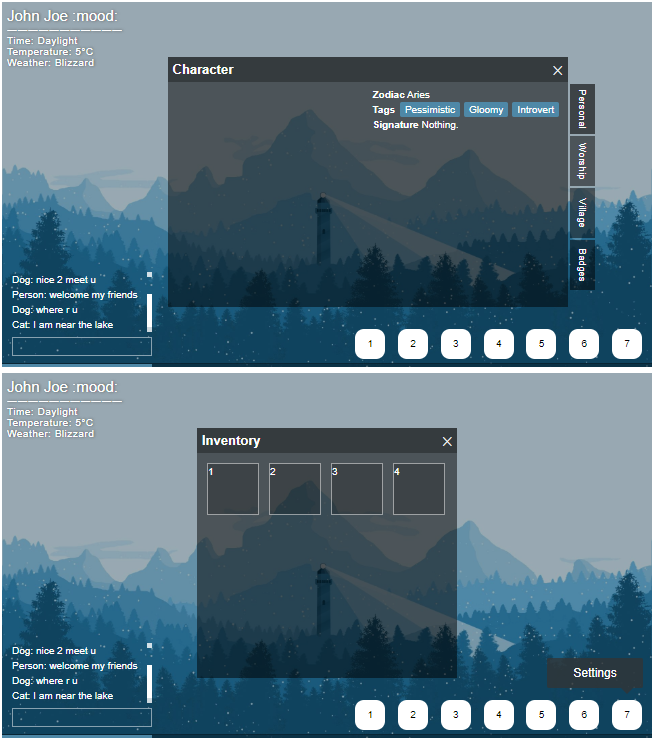 John Joe :mood:
Time: Daylight
Temperature: 5°C
Weather: Blizzard
Character ×
Zodiac Aries
Tags Pessimistic Gloomy Introvert
Signature Nothing.
Personal
Worship
Village
Badges
Dog: nice 2 meet u
Person: welcome my friends
Dog: where r u
Cat: I am near the lake
1 2 3 4 5 6 7
John Joe :mood:
Time: Daylight
Temperature: 5°C
Weather: Blizzard
Inventory ×
1 2 3 4
Dog: nice 2 meet u
Person: welcome my friends
Dog: where r u
Cat: I am near the lake
Settings
1 2 3 4 5 6 7